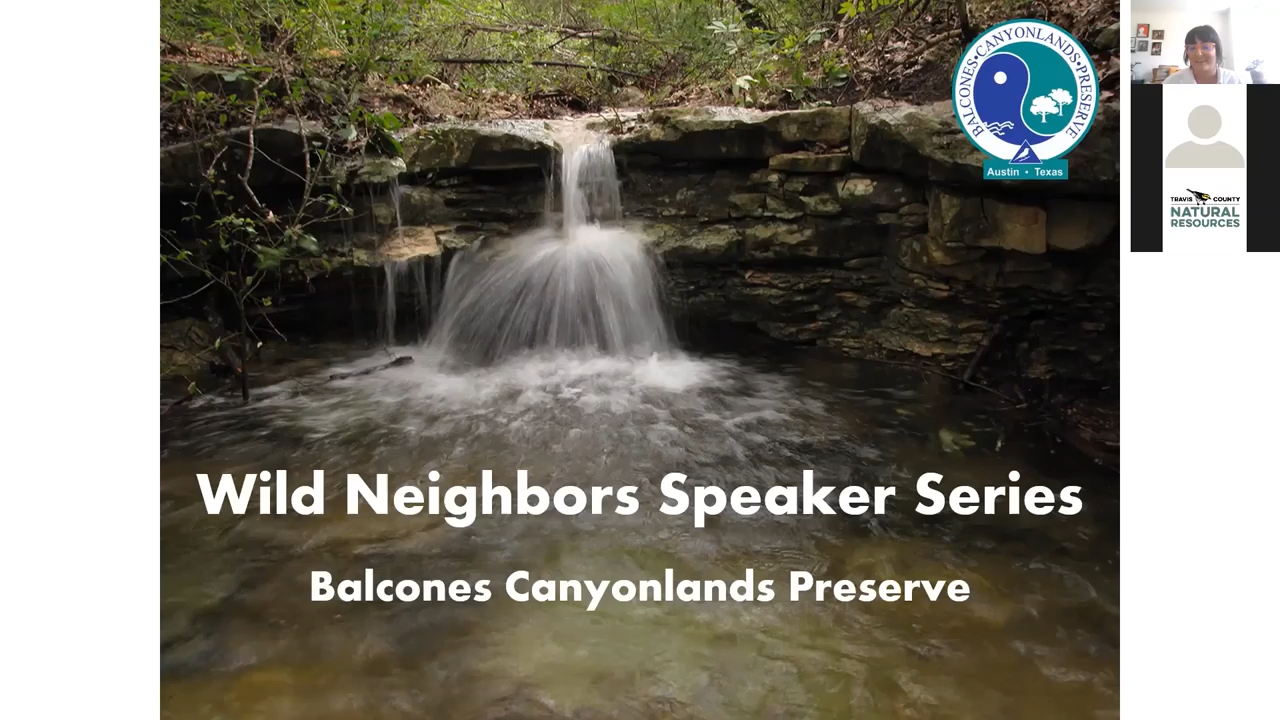 BALCONES•CANYONLANDS•PRESERVE
Austin • Texas
TRAVIS COUNTY
NATURAL
RESOURCES
Wild Neighbors Speaker Series
Balcones Canyonlands Preserve